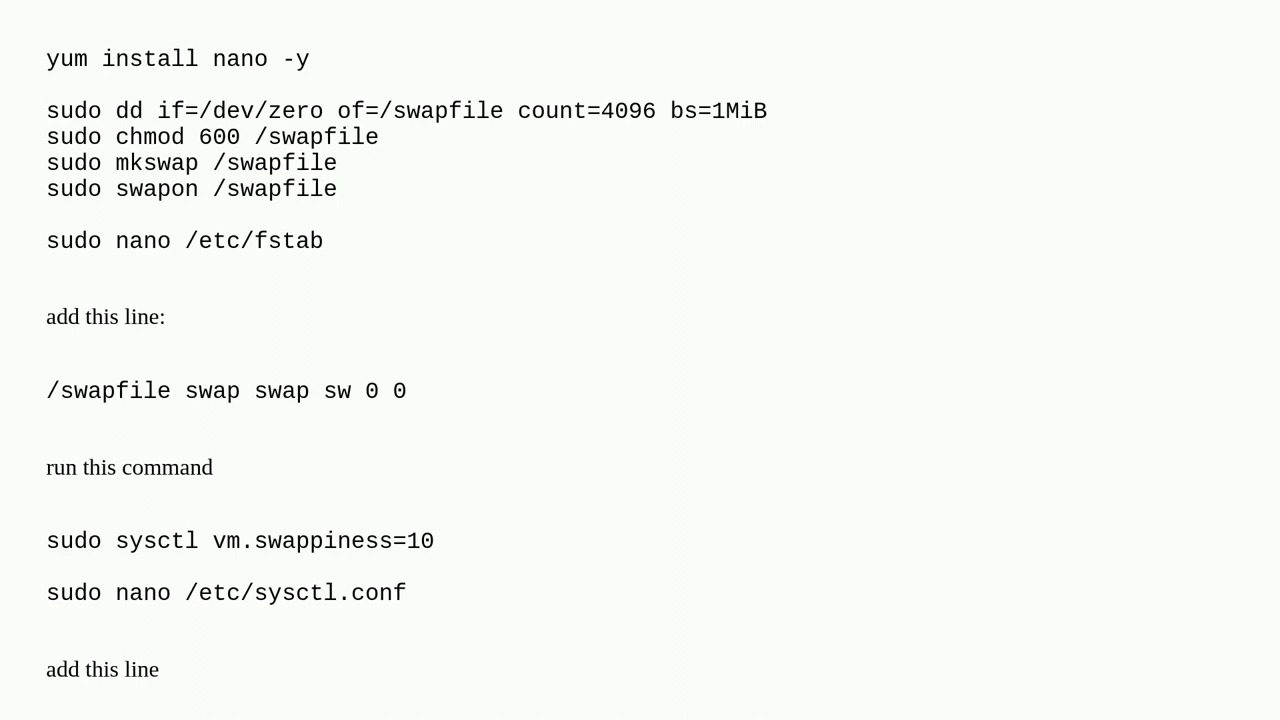 yum install nano -y
sudo dd if=/dev/zero of=/swapfile count=4096 bs=1MiB
sudo chmod 600 /swapfile
sudo mkswap /swapfile
sudo swapon /swapfile
sudo nano /etc/fstab
add this line:
/swapfile swap swap sw 0 0
run this command
sudo sysctl vm.swappiness=10
sudo nano /etc/sysctl.conf
add this line